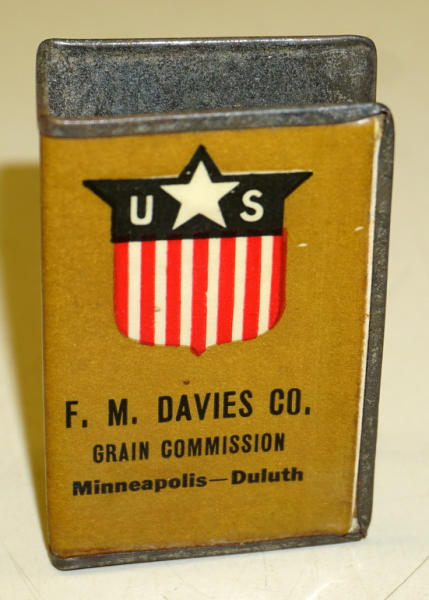 U S
F. M. DAVIES CO.
GRAIN COMMISSION
Minneapolis—Duluth